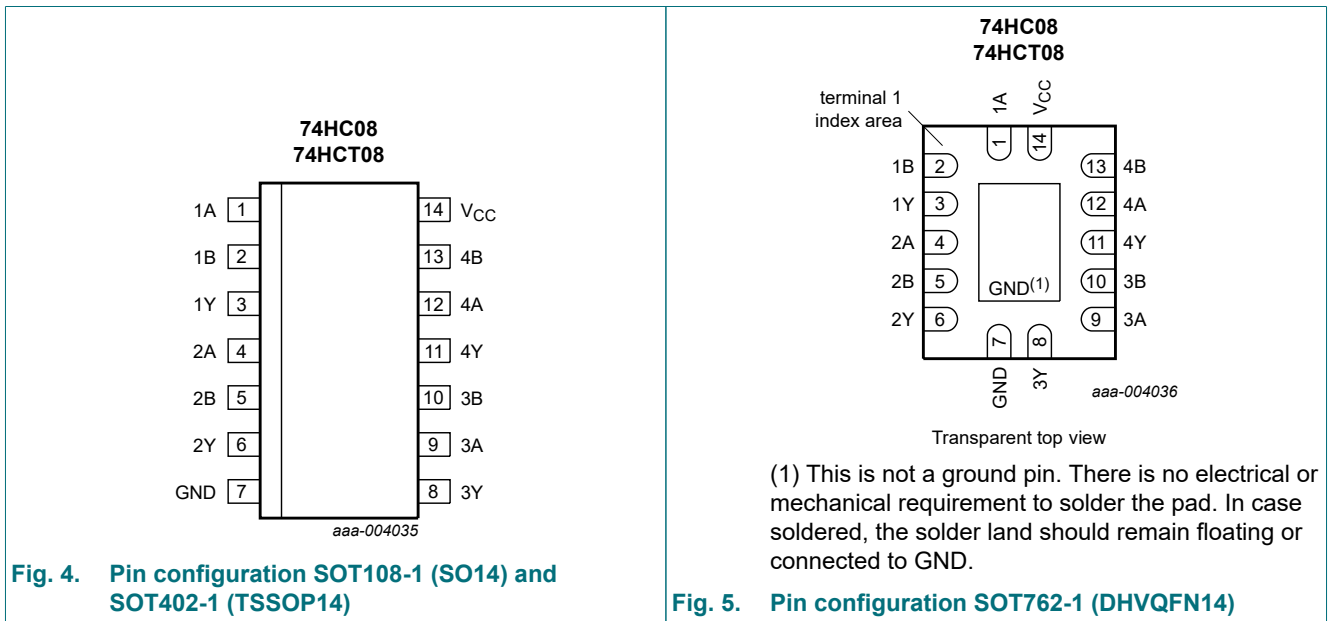 74HC08
74HCT08
1A 1
14 VCC
1B 2
13 4B
1Y 3
12 4A
2A 4
11 4Y
2B 5
10 3B
2Y 6
9 3A
GND 7
8 3Y
aaa-004035
Fig. 4. Pin configuration SOT108-1 (SO14) and
SOT402-1 (TSSOP14)
74HC08
74HCT08
terminal 1
index area
1A
VCC
1
14
1B 2
13 4B
1Y 3
12 4A
2A 4
11 4Y
2B 5
10 3B
GND(1)
2Y 6
9 3A
7
8
GND
3Y
aaa-004036
Transparent top view
(1) This is not a ground pin. There is no electrical or
mechanical requirement to solder the pad. In case
soldered, the solder land should remain floating or
connected to GND.
Fig. 5. Pin configuration SOT762-1 (DHVQFN14)